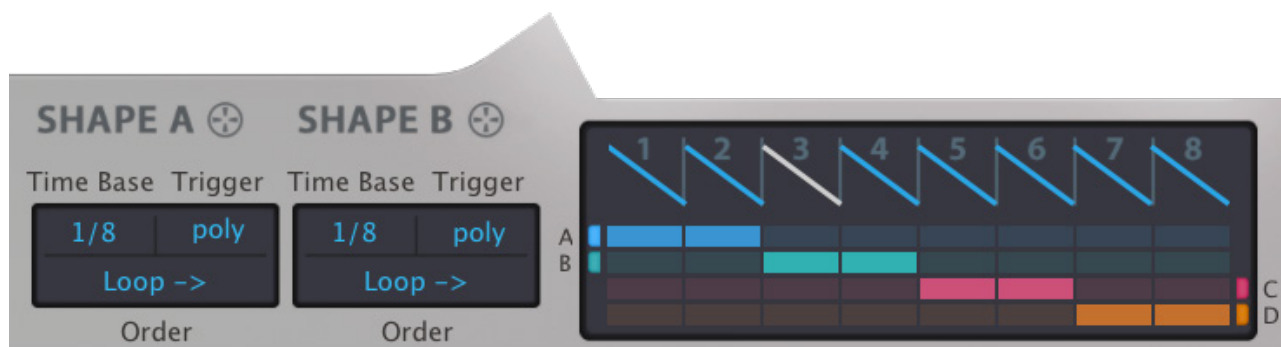 SHAPE A SHAPE B
Time Base Trigger Time Base Trigger
1/8 poly 1/8 poly
Loop -> Loop ->
Order Order
1 2 3 4 5 6 7 8
A
B
C
D